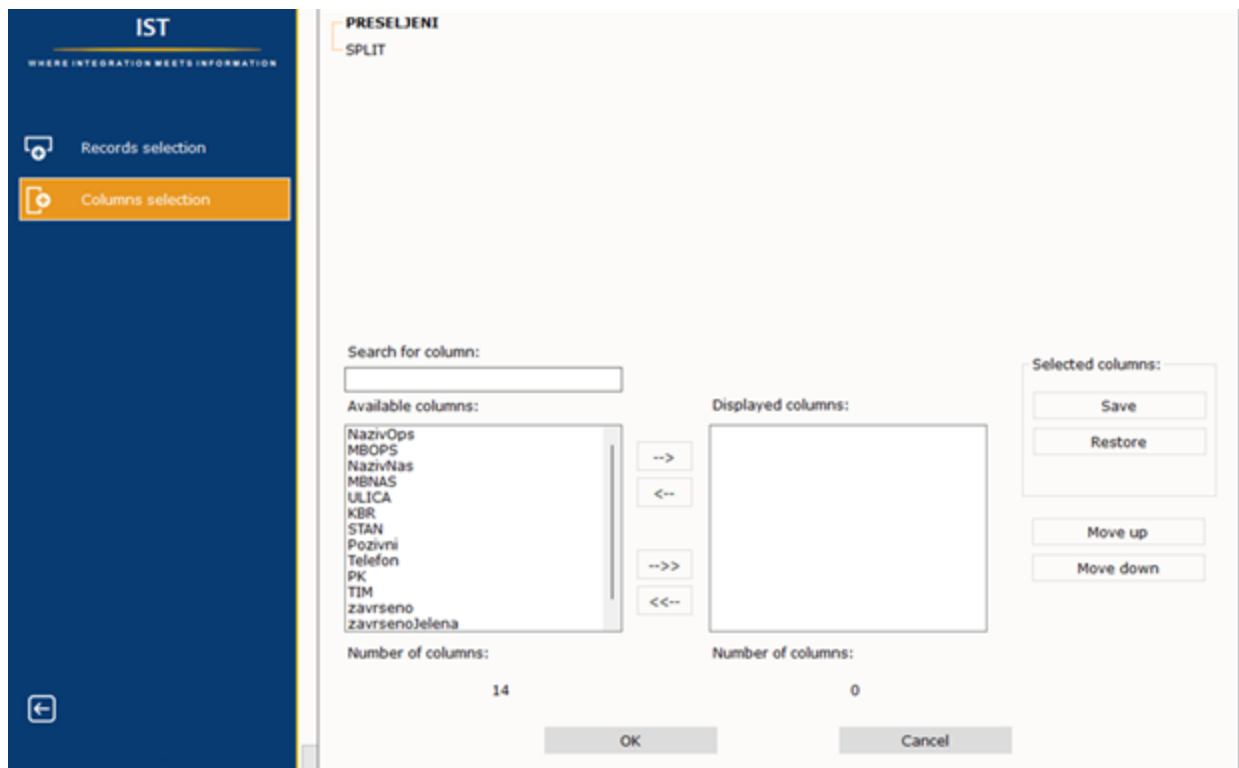 IST
WHERE INTEGRATION MEETS INFORMATION
Records selection
Columns selection
PRESELJENI
SPLIT
Search for column:
Available columns:
NazivOps
MBOPS
NazivNas
MBNAS
ULICA
KBR
STAN
Pozivni
Telefon
PK
TIM
zavrseno
zavrsenoJelena
Number of columns:
14
-->
<--
-->>
<<--
Displayed columns:
Number of columns:
0
Selected columns:
Save
Restore
Move up
Move down
OK
Cancel